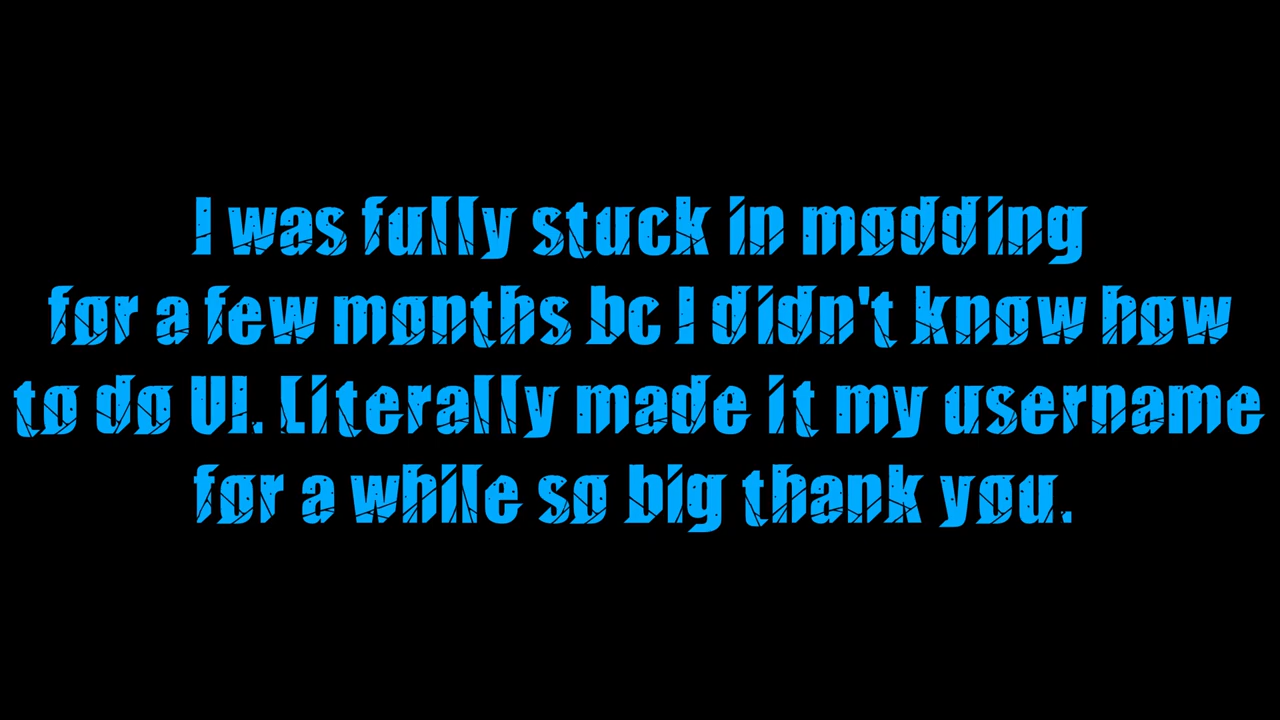 I was fully stuck in modding
for a few months bc I didn't know how
to do UI. Literally made it my username
for a while so big thank you.